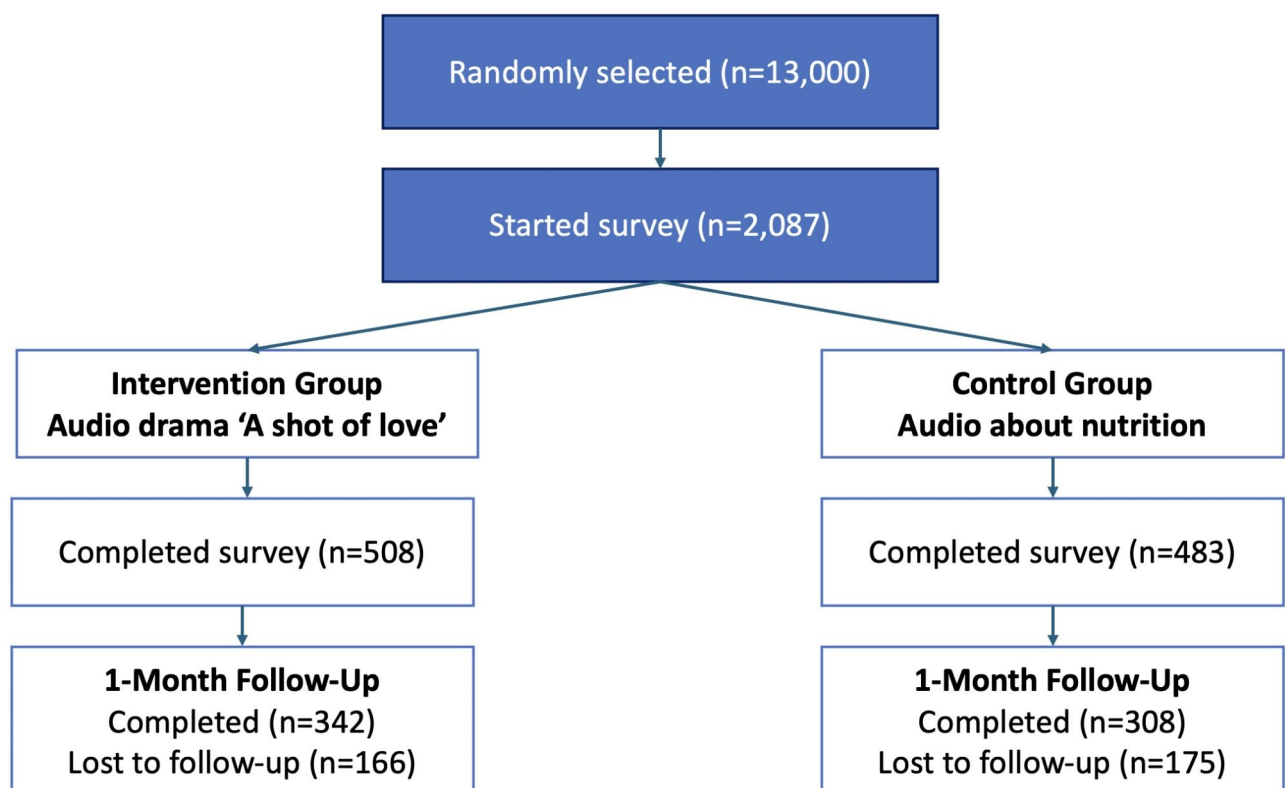 Randomly selected (n=13,000)
Started survey (n=2,087)
Intervention Group
Audio drama ‘A shot of love’
Control Group
Audio about nutrition
Completed survey (n=508)
Completed survey (n=483)
1-Month Follow-Up
Completed (n=342)
Lost to follow-up (n=166)
1-Month Follow-Up
Completed (n=308)
Lost to follow-up (n=175)